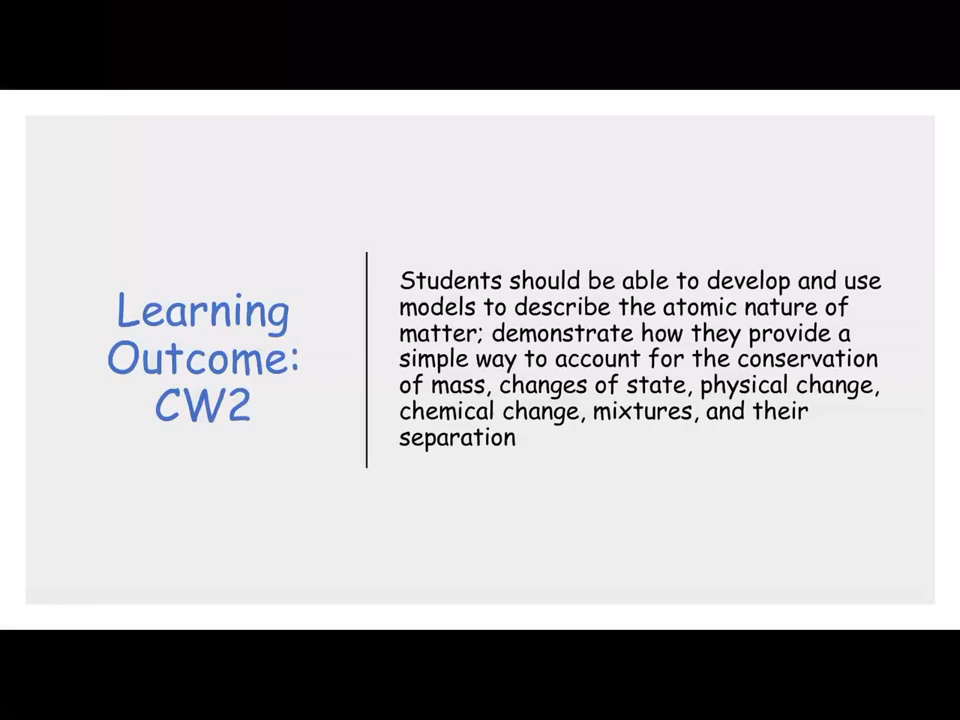 Learning
Outcome:
CW2
Students should be able to develop and use
models to describe the atomic nature of
matter; demonstrate how they provide a
simple way to account for the conservation
of mass, changes of state, physical change,
chemical change, mixtures, and their
separation